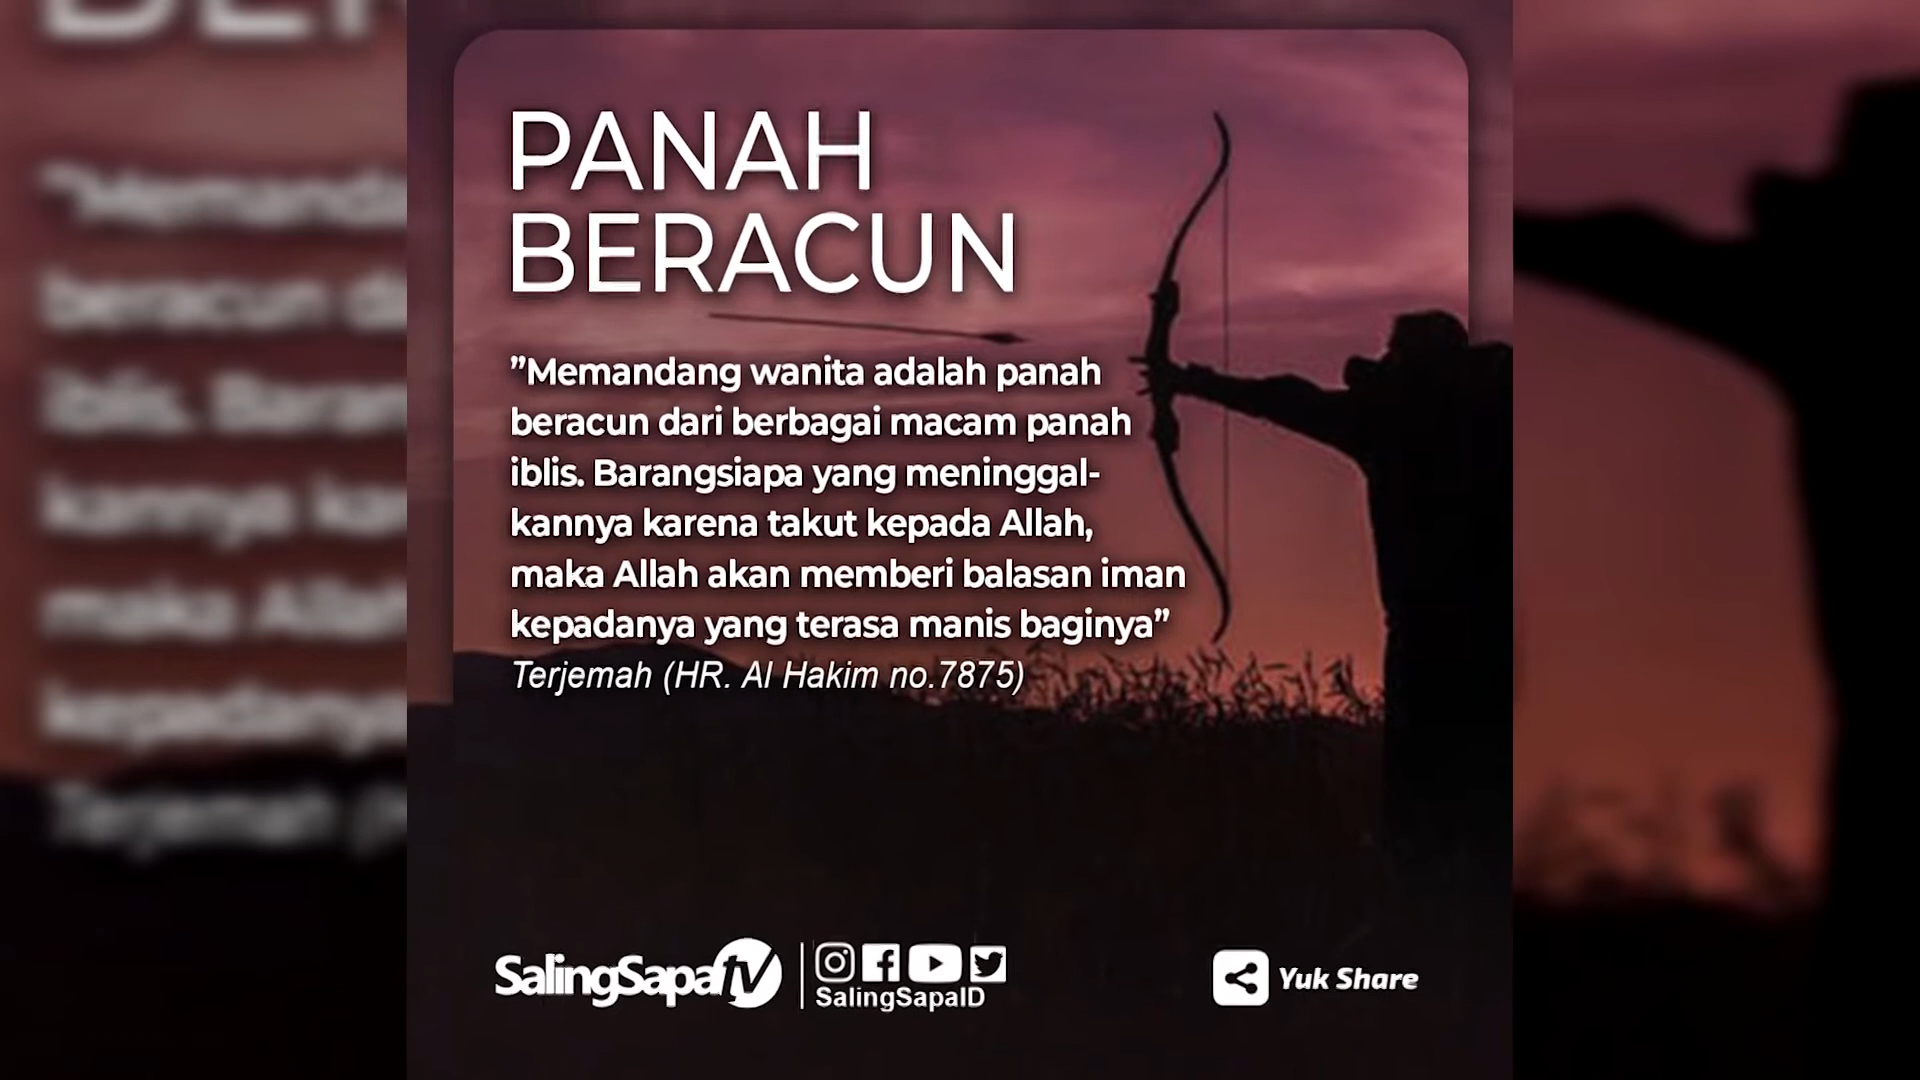 PANAH
BERACUN
”Memandang wanita adalah panah
beracun dari berbagai macam panah
iblis. Barangsiapa yang meninggal-
kannya karena takut kepada Allah,
maka Allah akan memberi balasan iman
kepadanya yang terasa manis baginya”
Terjemah (HR. Al Hakim no.7875)
SalingSapa tv
SalingSapaID
Yuk Share